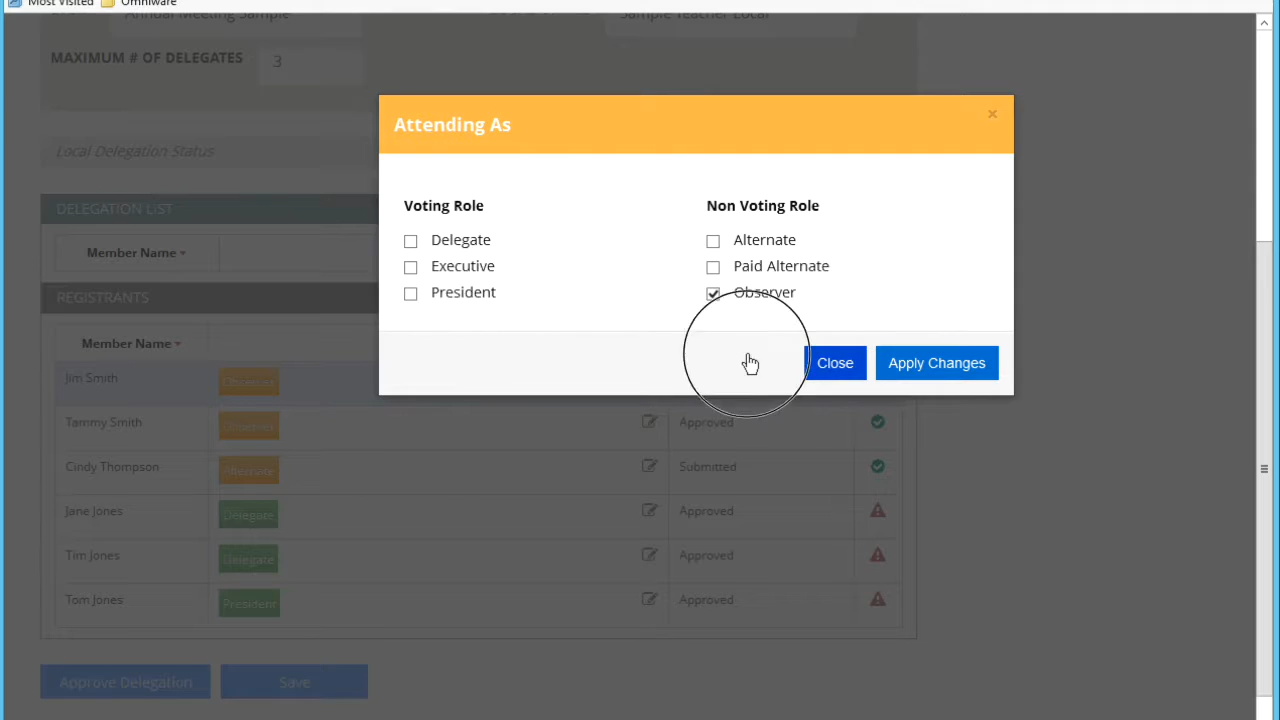 Most Visited Omniware
Annual Meeting Sample Sample Teacher Local
MAXIMUM # OF DELEGATES 3
Attending As ×
Local Delegation Status
Voting Role Non Voting Role
DELEGATION LIST
Delegate Alternate
Member Name
Executive Paid Alternate
President Observer
REGISTRANTS
Member Name
Close Apply Changes
Jim Smith Observer
Tammy Smith Observer Approved
Cindy Thompson Alternate Submitted
Jane Jones Delegate Approved
Tim Jones Delegate Approved
Tom Jones President Approved
Approve Delegation Save